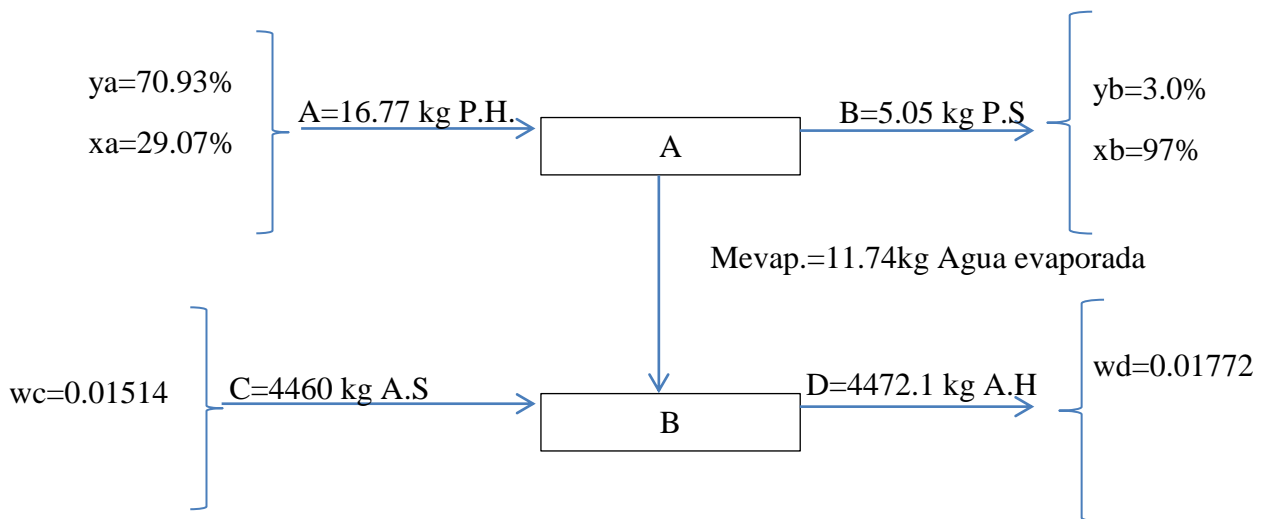 ya=70.93%
xa=29.07%
A=16.77 kg P.H.
A
B=5.05 kg P.S
yb=3.0%
xb=97%
Mevap.=11.74kg Agua evaporada
wc=0.01514
C=4460 kg A.S
B
D=4472.1 kg A.H
wd=0.01772